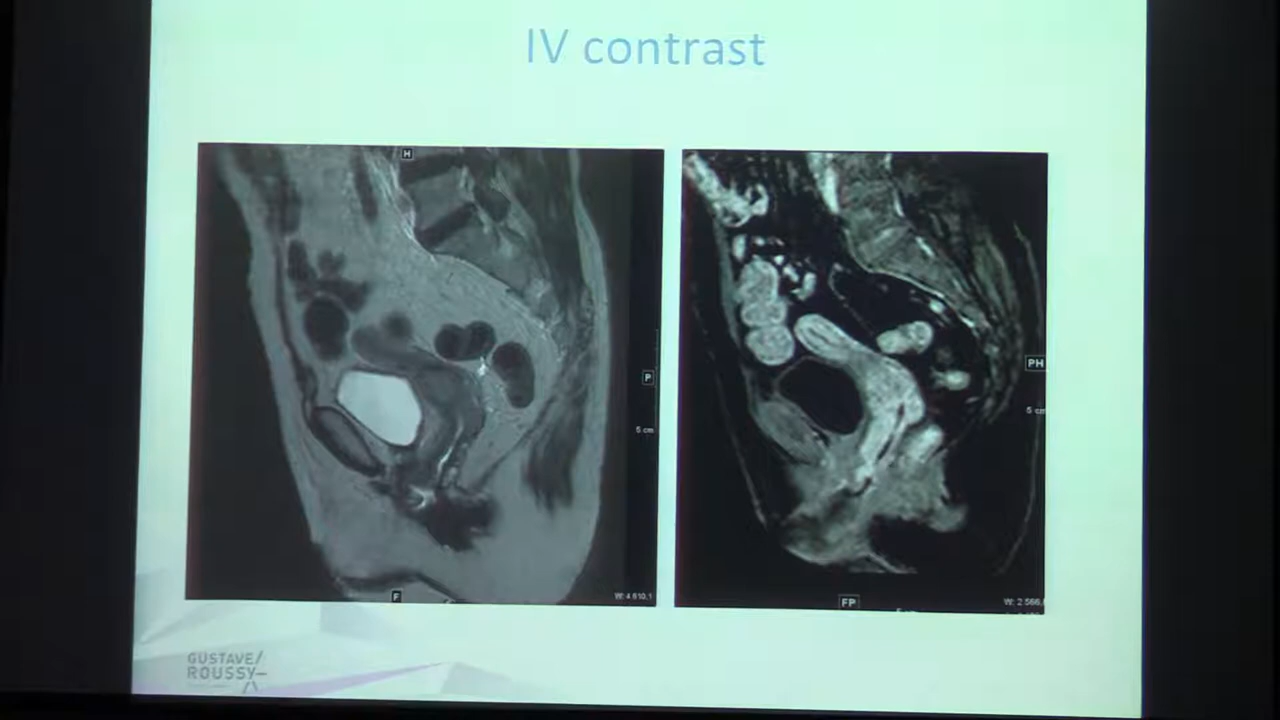 IV contrast
H
P
5 cm
F
W: 4 610.1
PH
5 cm
FP
W: 2 566.
GUSTAVE/
ROUSSY